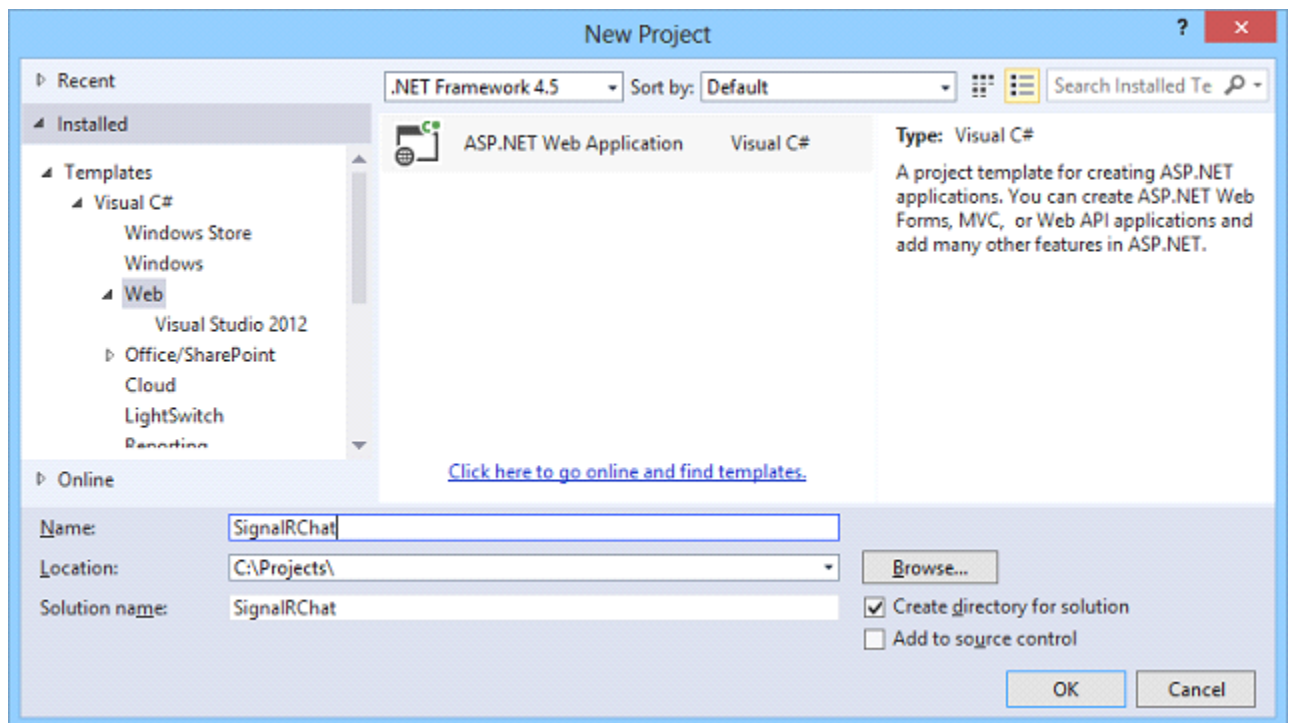 New Project
?
Recent
Installed
Templates
Visual C#
Windows Store
Windows
Web
Visual Studio 2012
Office/SharePoint
Cloud
LightSwitch
Reporting
Online
.NET Framework 4.5 Sort by: Default Search Installed Te
ASP.NET Web Application Visual C#
Click here to go online and find templates.
Type: Visual C#
A project template for creating ASP.NET
applications. You can create ASP.NET Web
Forms, MVC, or Web API applications and
add many other features in ASP.NET.
Name: SignalRChat
Location: C:\Projects\ Browse...
Solution name: SignalRChat
Create directory for solution
Add to source control
OK Cancel